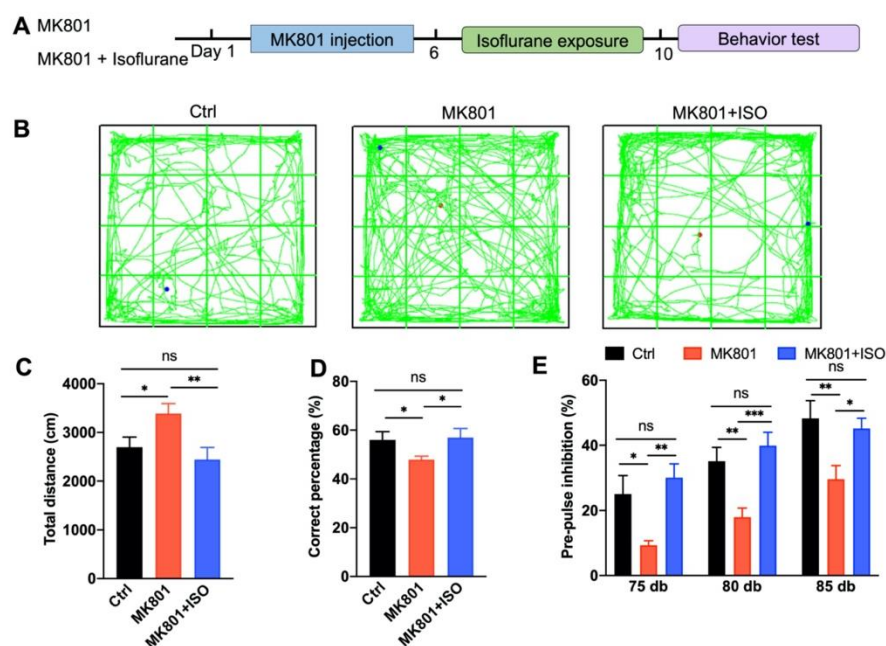 A
MK801
MK801 + Isoflurane
Day 1
MK801 injection
6
Isoflurane exposure
10
Behavior test
B
Ctrl
MK801
MK801+ISO
C
Total distance (cm)
4000
3000
2000
1000
0
ns
*
**
Ctrl
MK801
MK801+ISO
D
Correct percentage (%)
80
60
40
20
0
ns
*
*
Ctrl
MK801
MK801+ISO
E
Ctrl
MK801
MK801+ISO
Pre-pulse inhibition (%)
60
40
20
0
ns
*
**
ns
**
***
ns
**
*
75 db
80 db
85 db